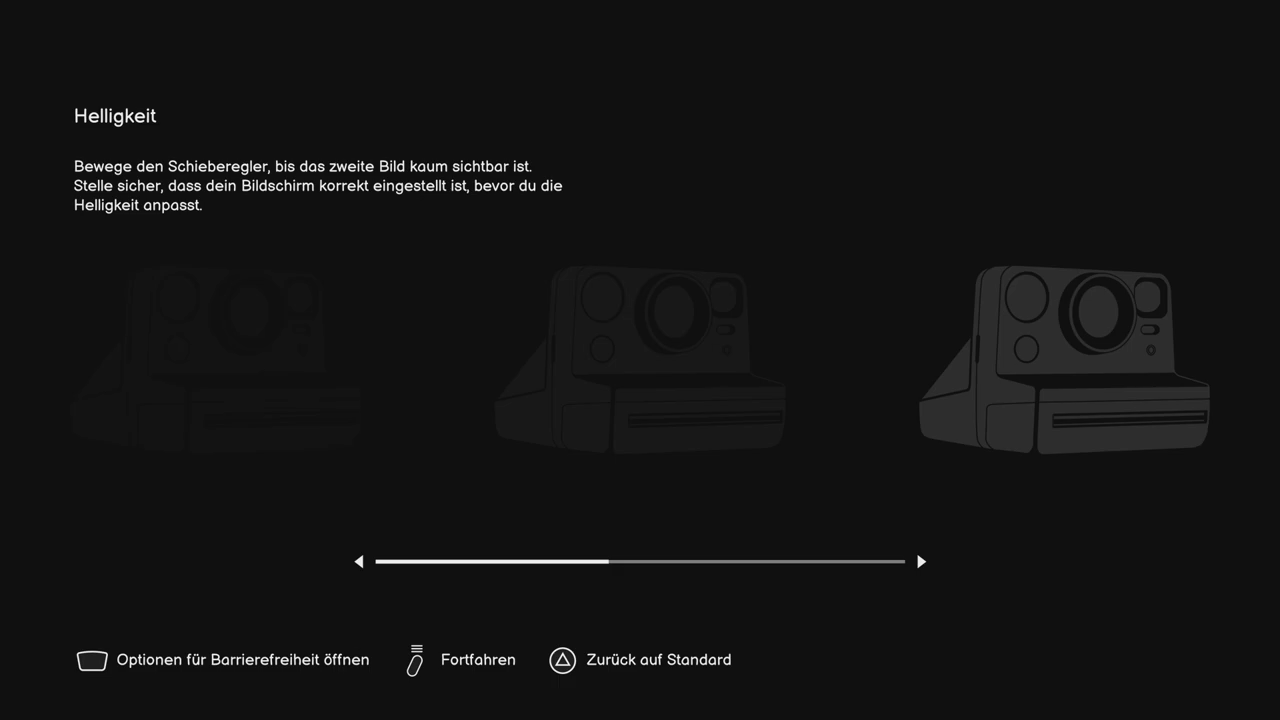 Helligkeit
Bewege den Schieberegler, bis das zweite Bild kaum sichtbar ist.
Stelle sicher, dass dein Bildschirm korrekt eingestellt ist, bevor du die
Helligkeit anpasst.
Optionen für Barrierefreiheit öffnen Fortfahren Zurück auf Standard